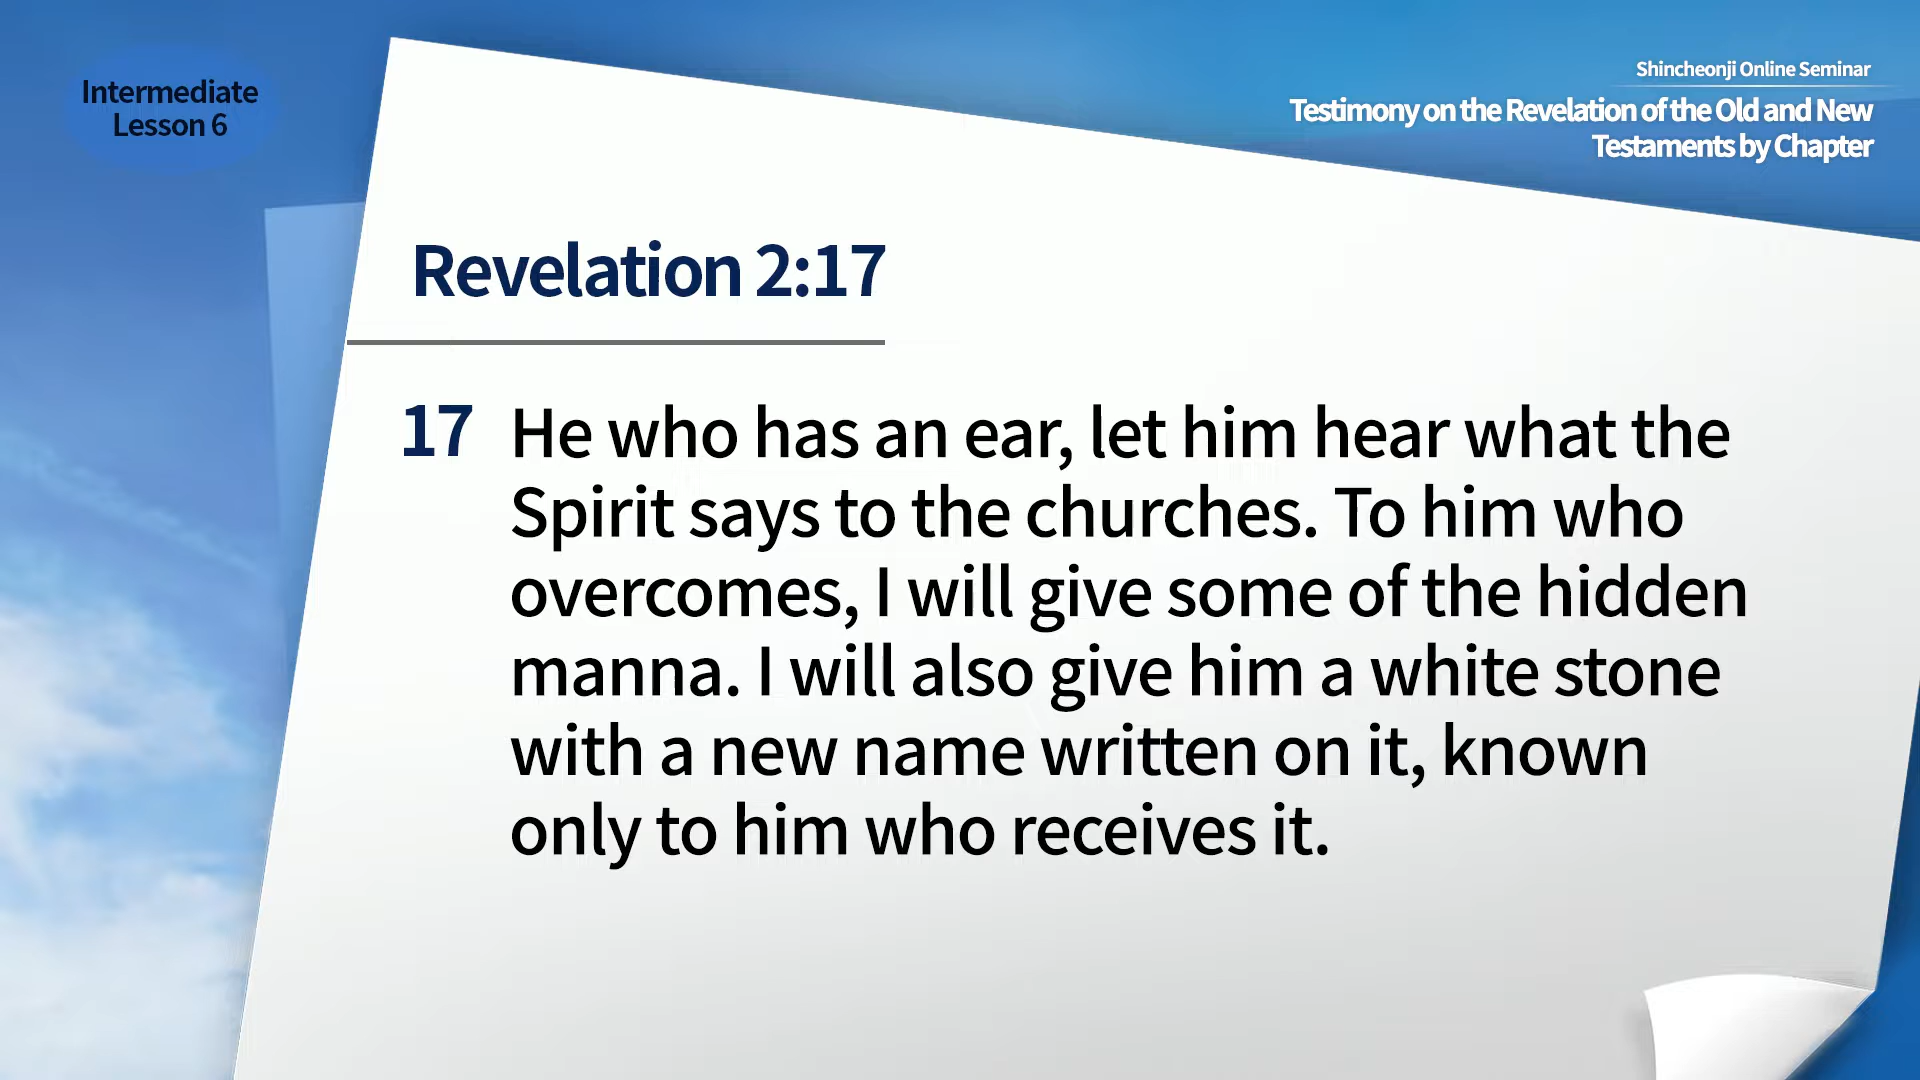 Intermediate
Lesson 6
Shincheonji Online Seminar
Testimony on the Revelation of the Old and New
Testaments by Chapter
Revelation 2:17
17 He who has an ear, let him hear what the
Spirit says to the churches. To him who
overcomes, I will give some of the hidden
manna. I will also give him a white stone
with a new name written on it, known
only to him who receives it.